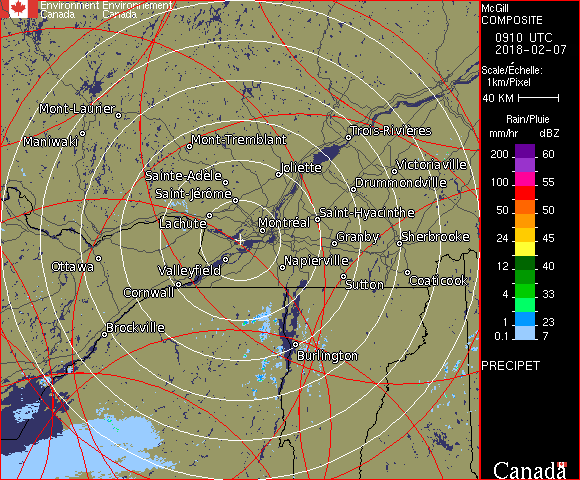 Environment Environnement
Canada Canada
McGill
COMPOSITE
0910 UTC
2018-02-07
Scale/Échelle:
1km/Pixel
40 KM
Rain/Pluie
mm/hr dBZ
200 60
100 55
75 53
50 50
24 45
12 40
4 33
1 23
0.1 7
PRECIPET
Canada
Mont-Laurier
Maniwaki
Mont-Tremblant
Trois-Rivières
Joliette
Victoriaville
Sainte-Adèle
Drummondville
Saint-Jérôme
Lachute
Montréal
Saint-Hyacinthe
Granby
Sherbrooke
Ottawa
Valleyfield
Napierville
Cornwall
Sutton
Coaticook
Brockville
Burlington